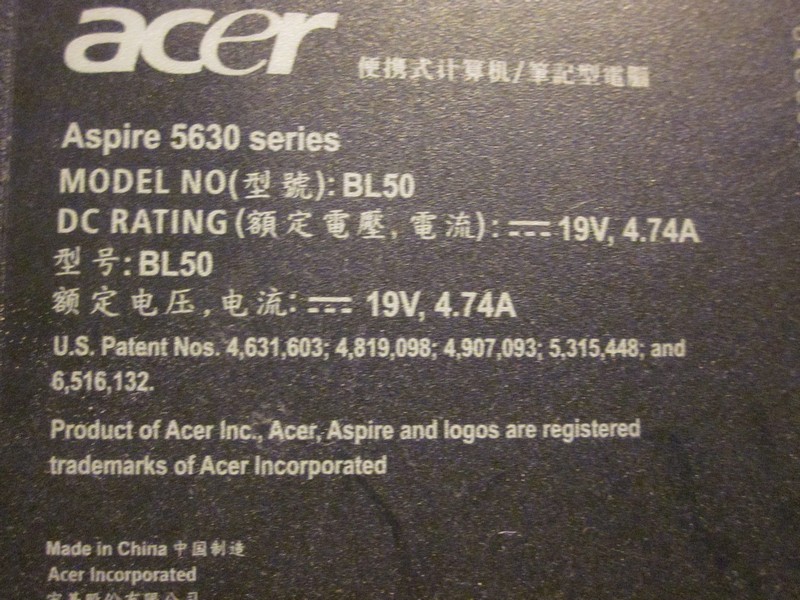 acer
便携式计算机/筆記型電腦
Aspire 5630 series
MODEL NO(型號): BL50
DC RATING (額定電壓, 電流): ⎓ 19V, 4.74A
型号: BL50
额定电压, 电流: ⎓ 19V, 4.74A
U.S. Patent Nos. 4,631,603; 4,819,098; 4,907,093; 5,315,448; and
6,516,132.
Product of Acer Inc., Acer, Aspire and logos are registered
trademarks of Acer Incorporated
Made in China 中国制造
Acer Incorporated